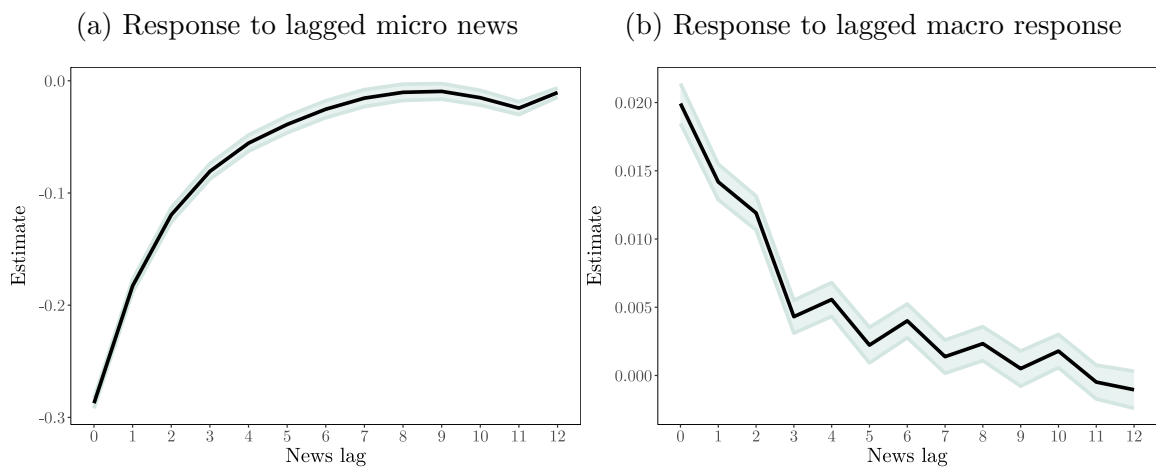 (a) Response to lagged micro news
0.0
-0.1
-0.2
-0.3
Estimate
0 1 2 3 4 5 6 7 8 9 10 11 12
News lag
(b) Response to lagged macro response
0.020
0.015
0.010
0.005
0.000
Estimate
0 1 2 3 4 5 6 7 8 9 10 11 12
News lag